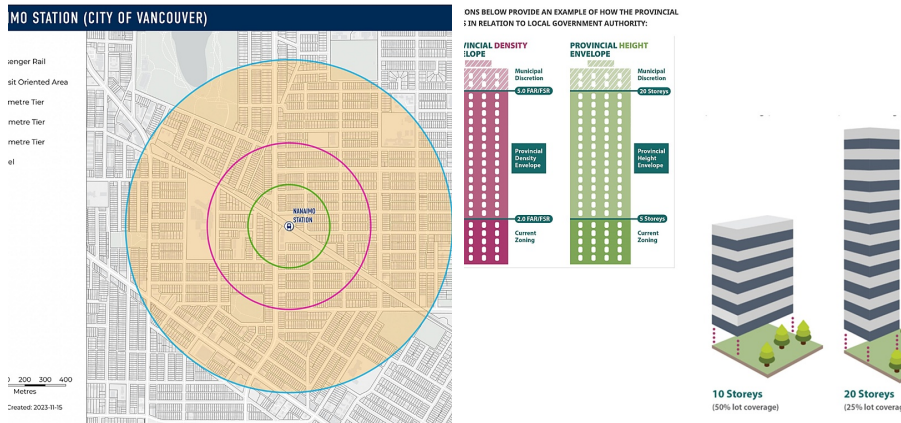 MO STATION (CITY OF VANCOUVER)
senger Rail
sit Oriented Area
metre Tier
metre Tier
metre Tier
el
NANAIMO
STATION
0 200 300 400
Metres
Created: 2023-11-15
ONS BELOW PROVIDE AN EXAMPLE OF HOW THE PROVINCIAL
S IN RELATION TO LOCAL GOVERNMENT AUTHORITY:
VINCIAL DENSITY
ELOPE
Municipal
Discretion
5.0 FAR/FSR
Provincial
Density
Envelope
2.0 FAR/FSR
Current
Zoning
PROVINCIAL HEIGHT
ENVELOPE
Municipal
Discretion
20 Storeys
Provincial
Height
Envelope
5 Storeys
Current
Zoning
10 Storeys
(50% lot coverage)
20 Storeys
(25% lot coverag